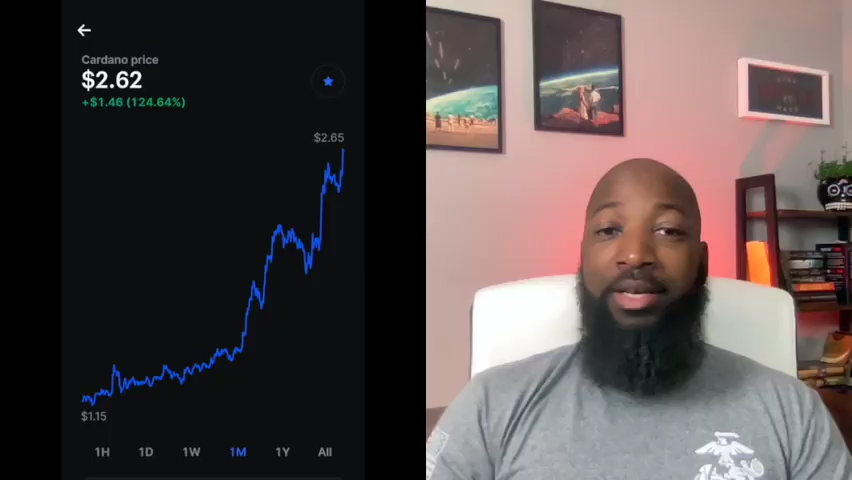 Cardano price
$2.62
+$1.46 (124.64%)
$2.65
$1.15
1H 1D 1W 1M 1Y All